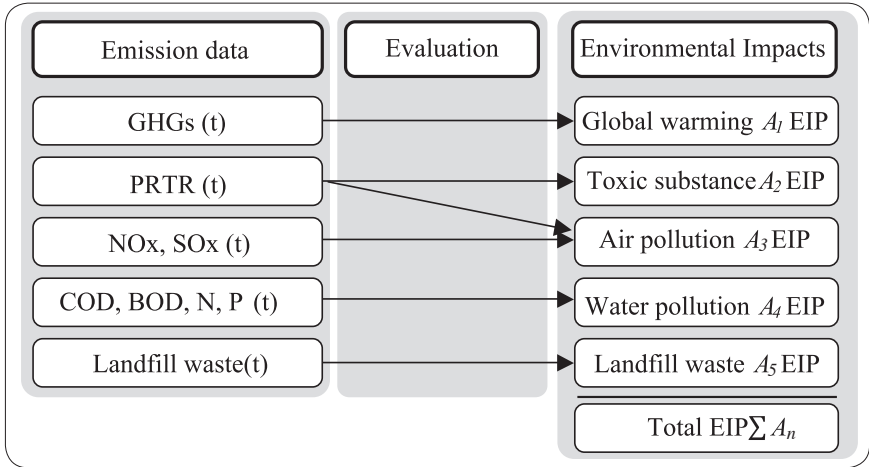 Emission data
Evaluation
Environmental Impacts
GHGs (t)
Global warming A1 EIP
PRTR (t)
Toxic substance A2 EIP
NOx, SOx (t)
Air pollution A3 EIP
COD, BOD, N, P (t)
Water pollution A4 EIP
Landfill waste(t)
Landfill waste A5 EIP
Total EIP∑ An